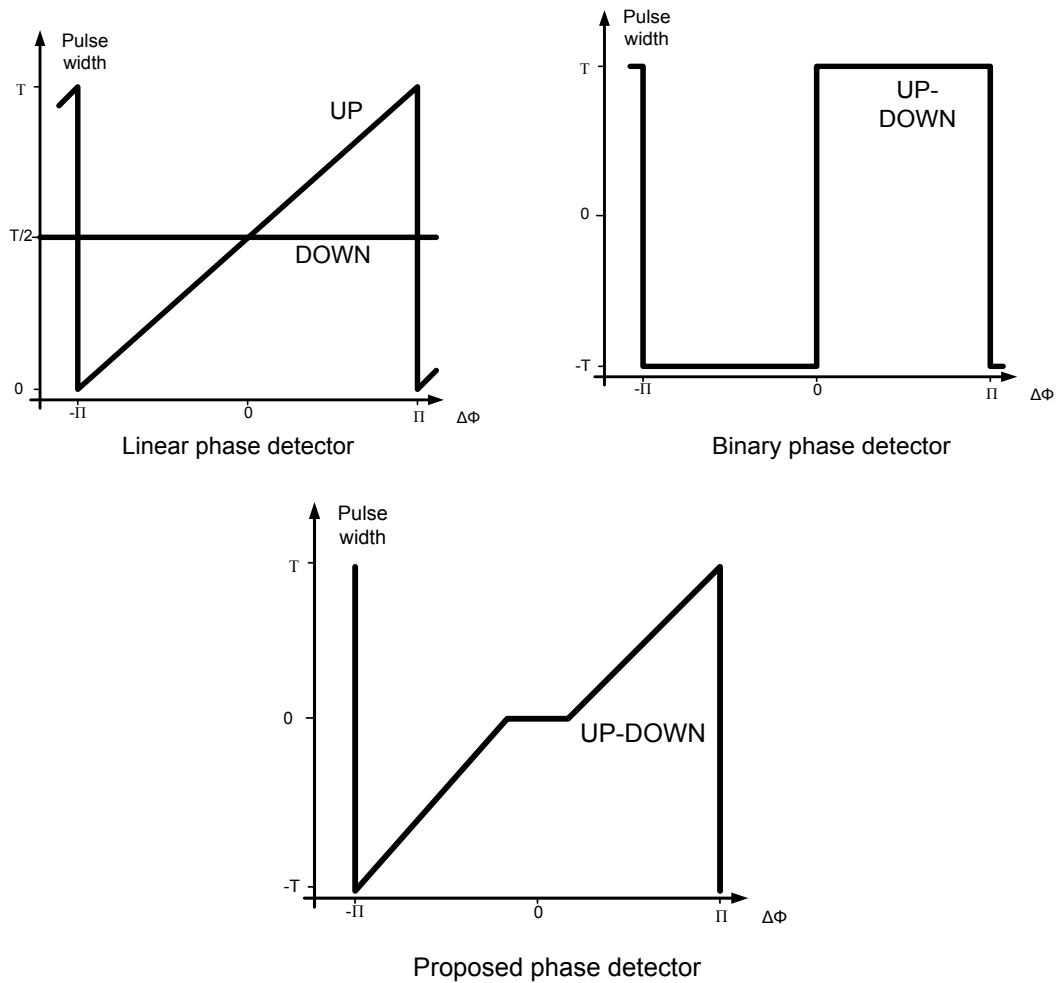 Pulse
width
T
UP
T/2
DOWN
0
-Π
0
Π
ΔΦ
Linear phase detector
Pulse
width
T
UP-
DOWN
0
-T
-Π
0
Π
ΔΦ
Binary phase detector
Pulse
width
T
0
UP-DOWN
-T
-Π
0
Π
ΔΦ
Proposed phase detector